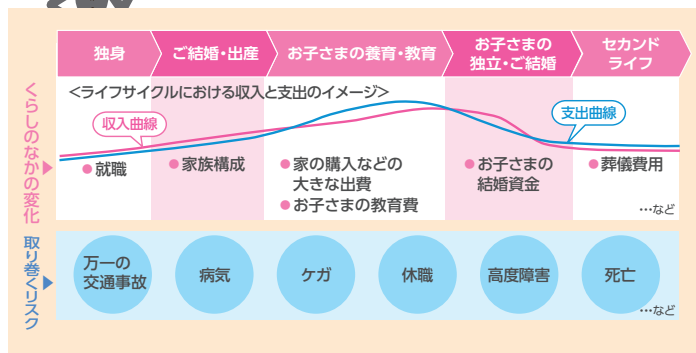 独身
ご結婚・出産
お子さまの養育・教育
お子さまの
独立・ご結婚
セカンド
ライフ
くらしのなかの変化
<ライフサイクルにおける収入と支出のイメージ>
収入曲線
支出曲線
●就職
●家族構成
●家の購入などの
大きな出費
●お子さまの教育費
●お子さまの
結婚資金
●葬儀費用
…など
取り巻くリスク
万一の
交通事故
病気
ケガ
休職
高度障害
死亡
…など